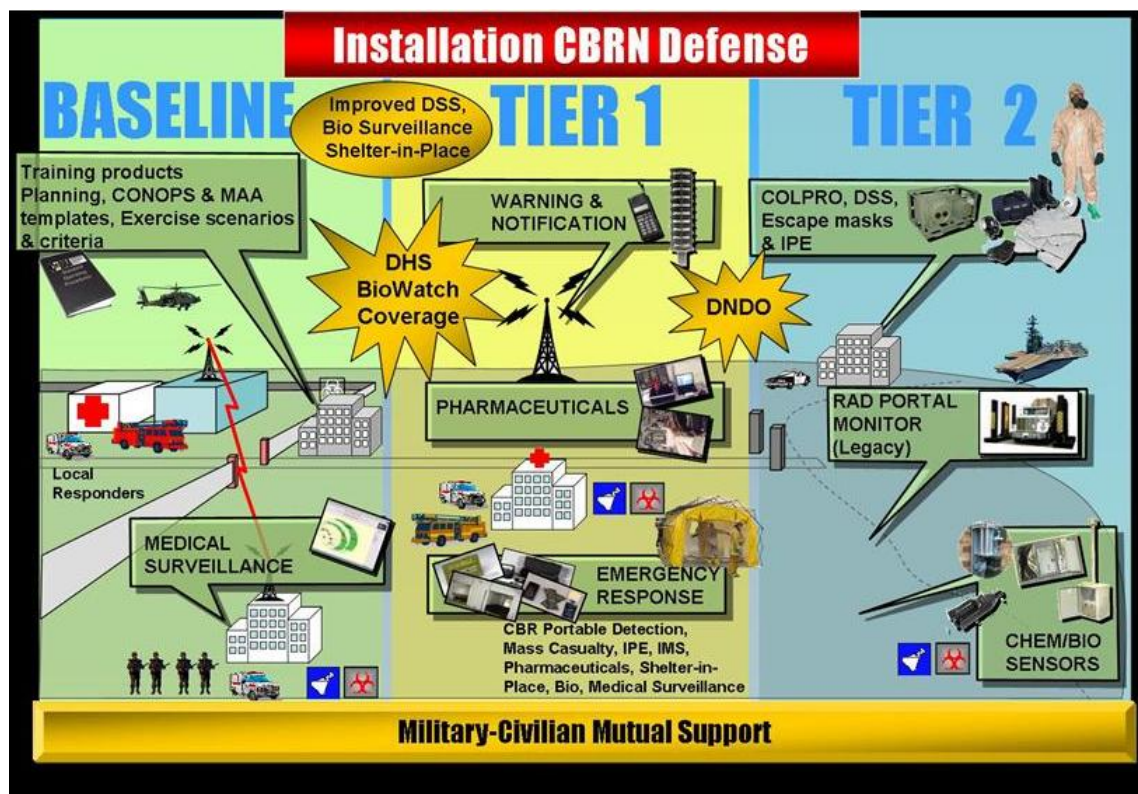 Installation CBRN Defense
BASELINE
TIER 1
TIER 2
Improved DSS,
Bio Surveillance
Shelter-in-Place
Training products
Planning, CONOPS & MAA
templates, Exercise scenarios
& criteria
WARNING &
NOTIFICATION
COLPRO, DSS,
Escape masks
& IPE
DHS
BioWatch
Coverage
DNDO
PHARMACEUTICALS
RAD PORTAL
MONITOR
(Legacy)
Local
Responders
MEDICAL
SURVEILLANCE
EMERGENCY
RESPONSE
CBR Portable Detection,
Mass Casualty, IPE, IMS,
Pharmaceuticals, Shelter-in-
Place, Bio, Medical Surveillance
CHEM/BIO
SENSORS
Military-Civilian Mutual Support